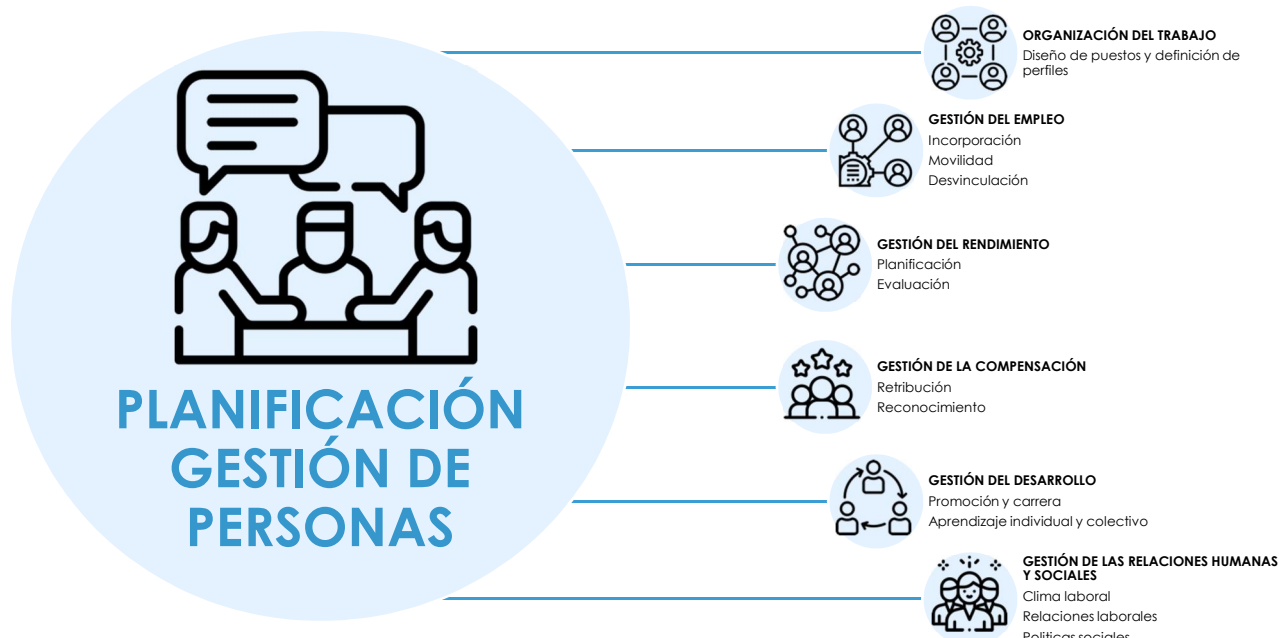 PLANIFICACIÓN
GESTIÓN DE
PERSONAS
ORGANIZACIÓN DEL TRABAJO
Diseño de puestos y definición de
perfiles
GESTIÓN DEL EMPLEO
Incorporación
Movilidad
Desvinculación
GESTIÓN DEL RENDIMIENTO
Planificación
Evaluación
GESTIÓN DE LA COMPENSACIÓN
Retribución
Reconocimiento
GESTIÓN DEL DESARROLLO
Promoción y carrera
Aprendizaje individual y colectivo
GESTIÓN DE LAS RELACIONES HUMANAS
Y SOCIALES
Clima laboral
Relaciones laborales
Politicas sociales